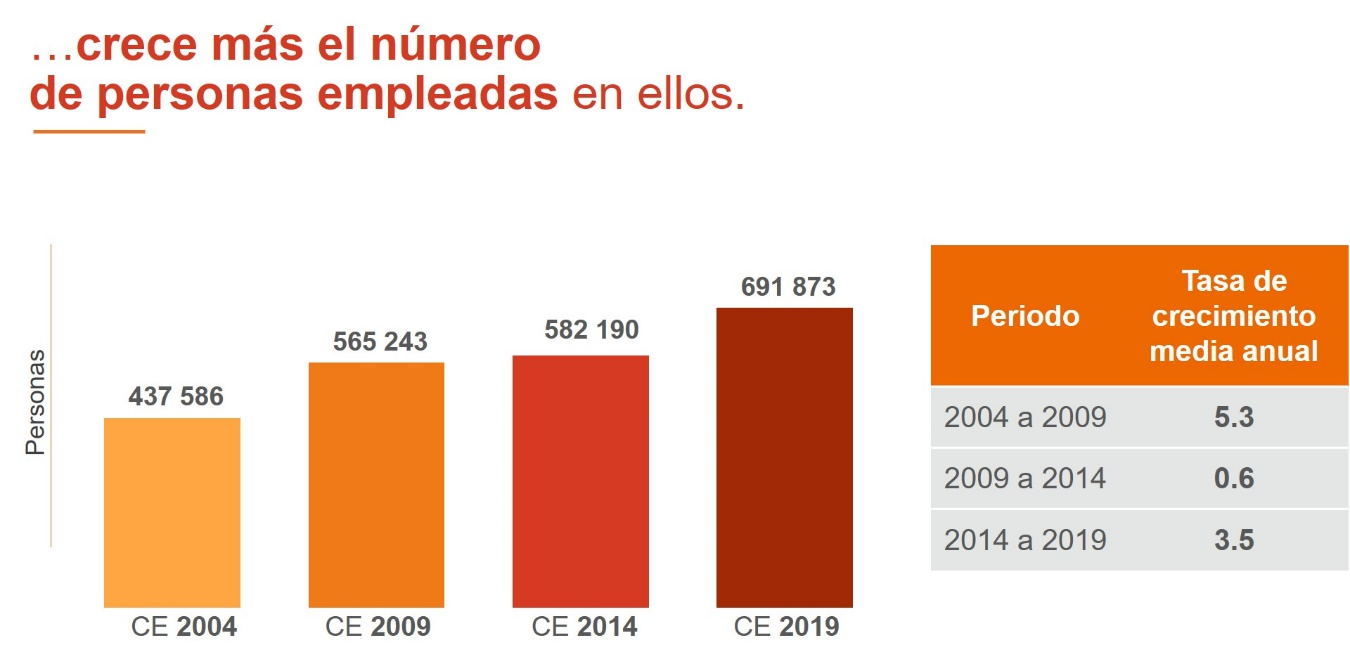 …crece más el número
de personas empleadas en ellos.
Personas
437 586
565 243
582 190
691 873
CE 2004
CE 2009
CE 2014
CE 2019
Periodo
Tasa de
crecimiento
media anual
2004 a 2009 5.3
2009 a 2014 0.6
2014 a 2019 3.5